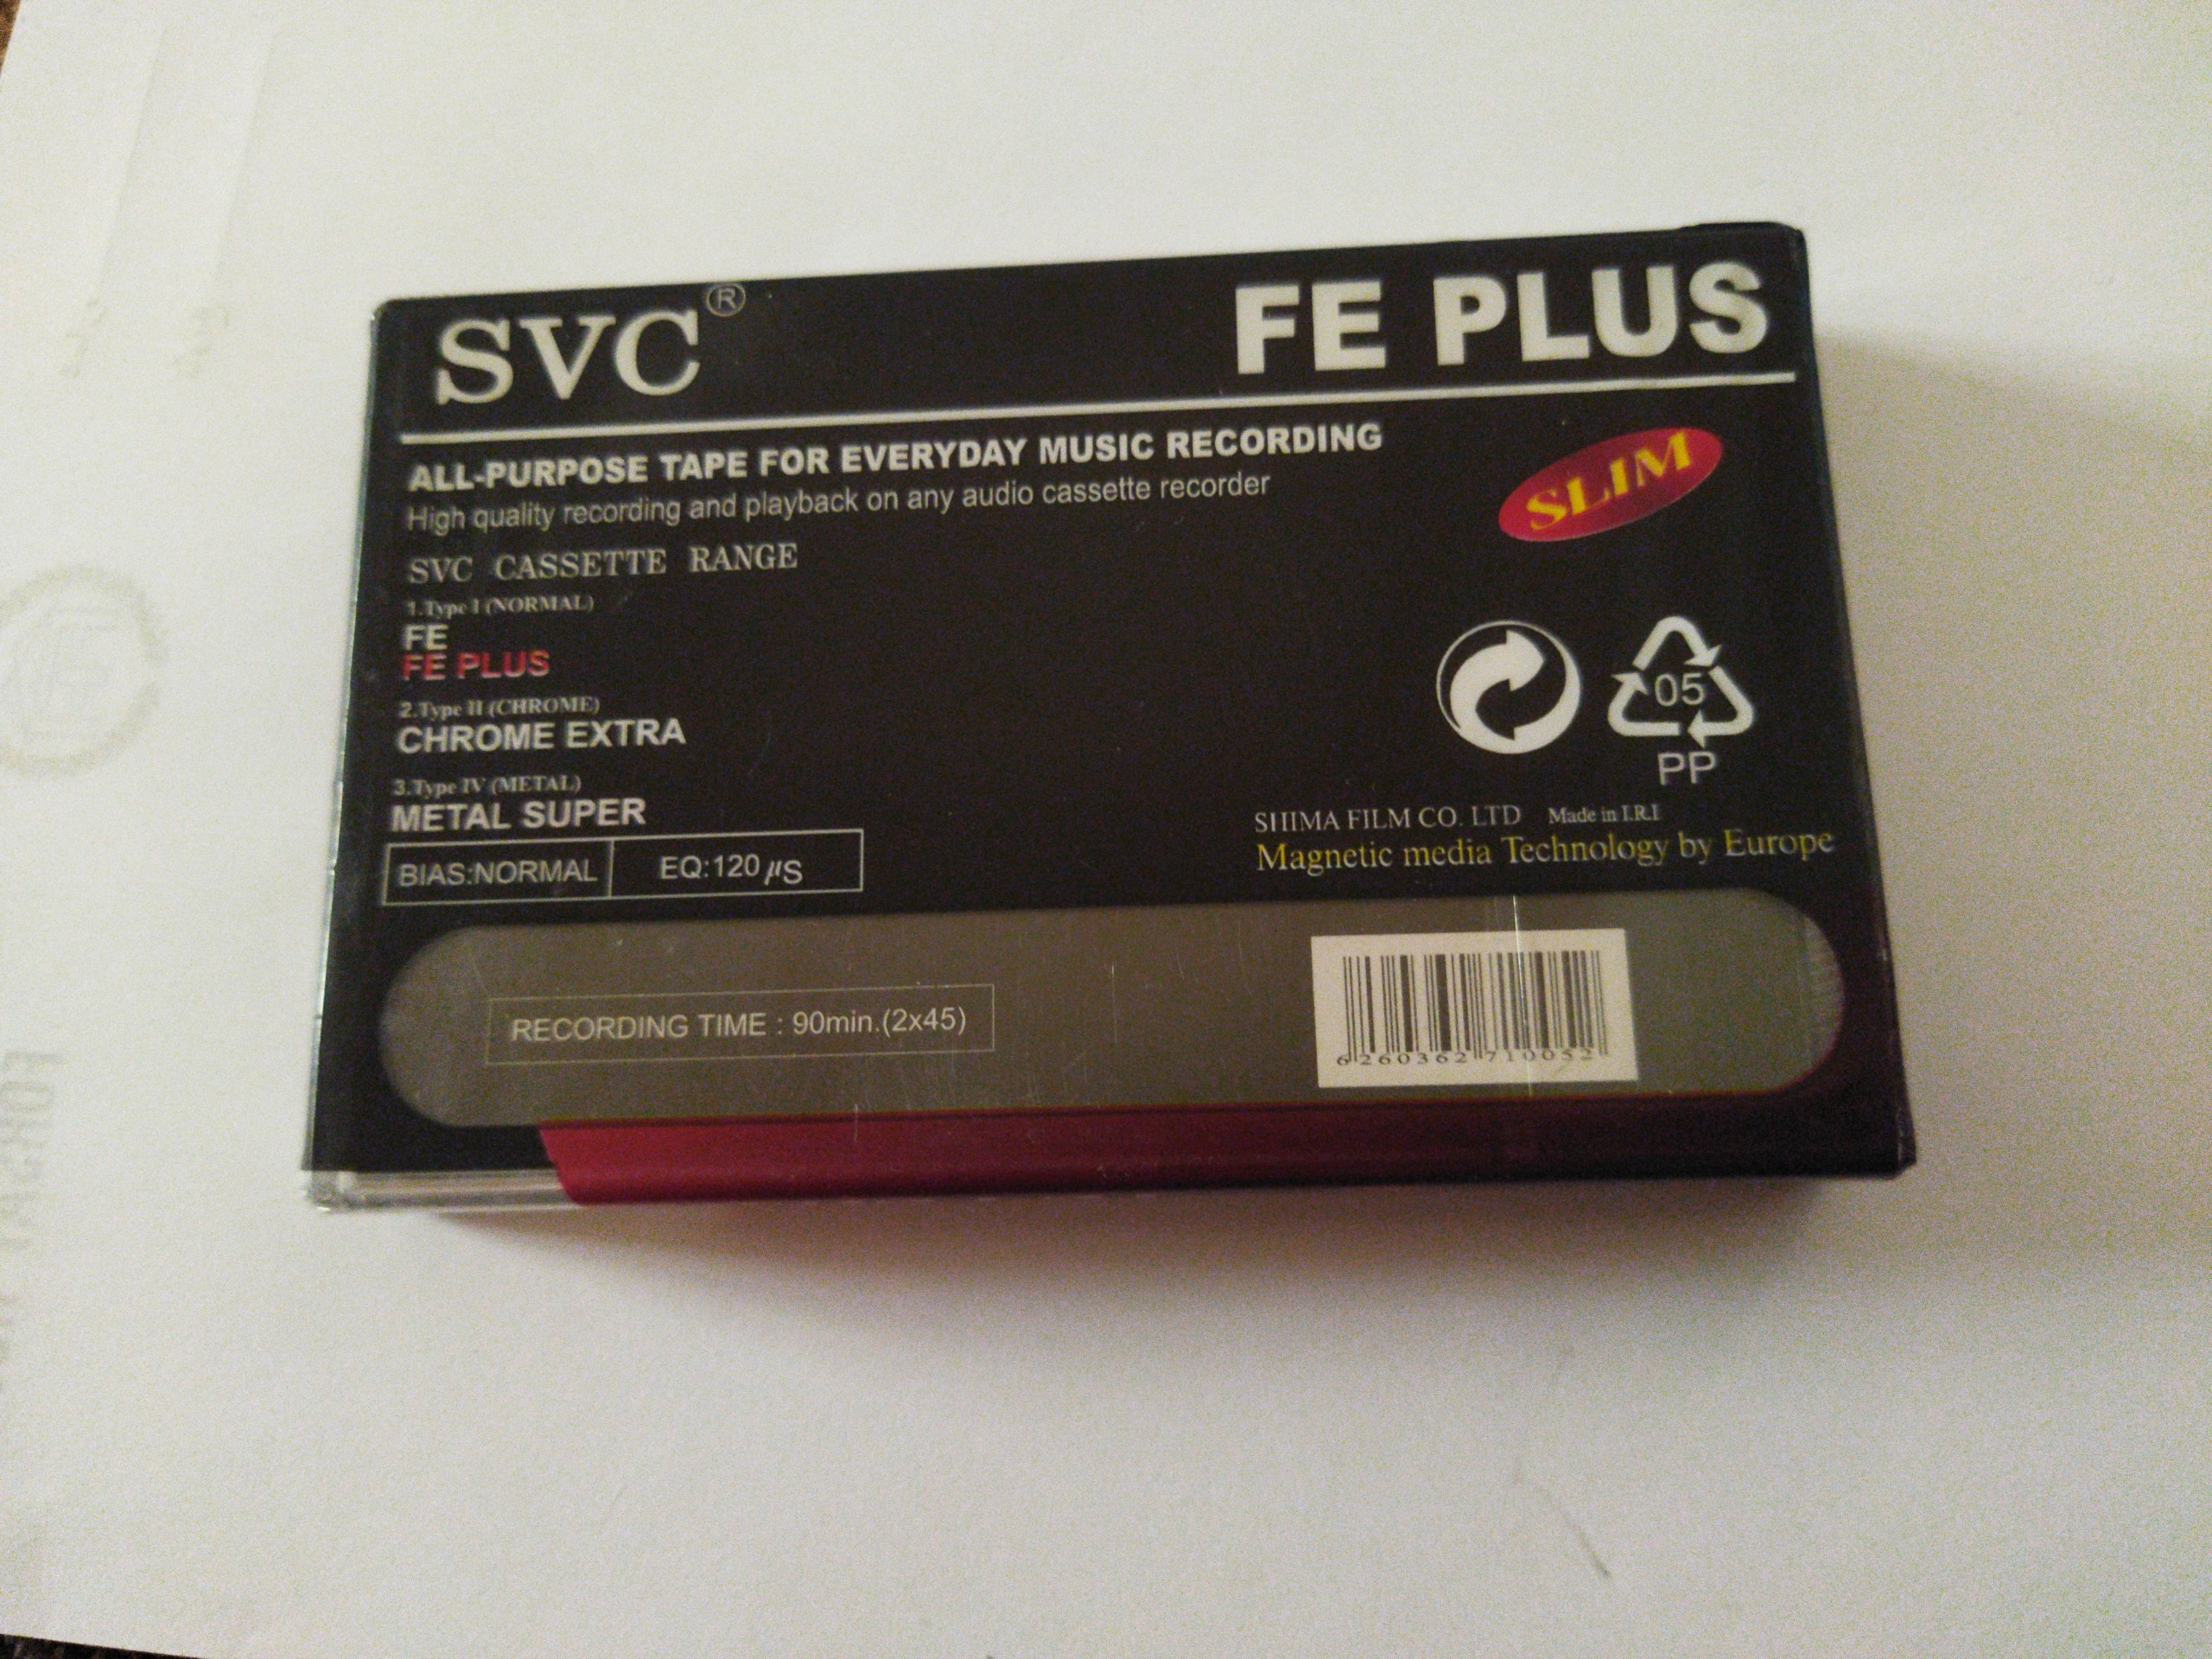 SVC®
FE PLUS
ALL-PURPOSE TAPE FOR EVERYDAY MUSIC RECORDING
High quality recording and playback on any audio cassette recorder
SLIM
SVC CASSETTE RANGE
1.Type I (NORMAL)
FE
FE PLUS
2.Type II (CHROME)
CHROME EXTRA
3.Type IV (METAL)
METAL SUPER
BIAS:NORMAL EQ:120 μS
05
PP
SHIMA FILM CO. LTD Made in I.R.I
Magnetic media Technology by Europe
RECORDING TIME : 90min.(2x45)
6260362710052